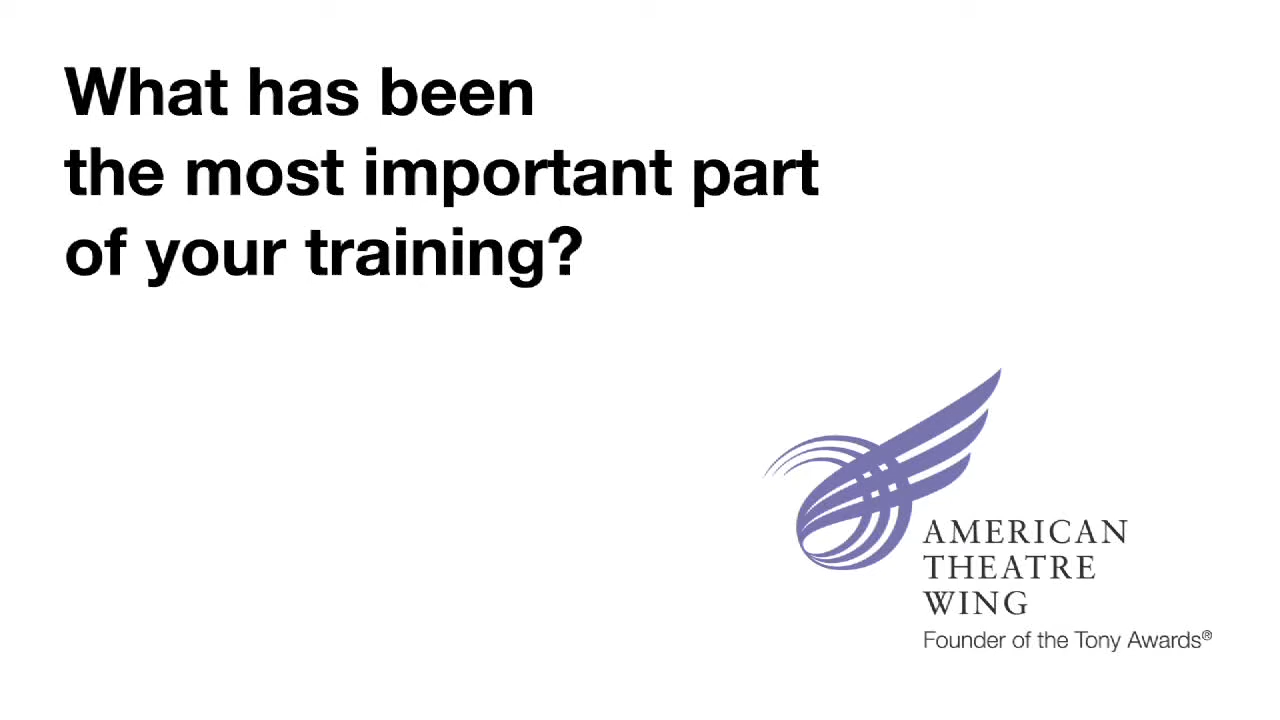 What has been
the most important part
of your training?
AMERICAN
THEATRE
WING
Founder of the Tony Awards®